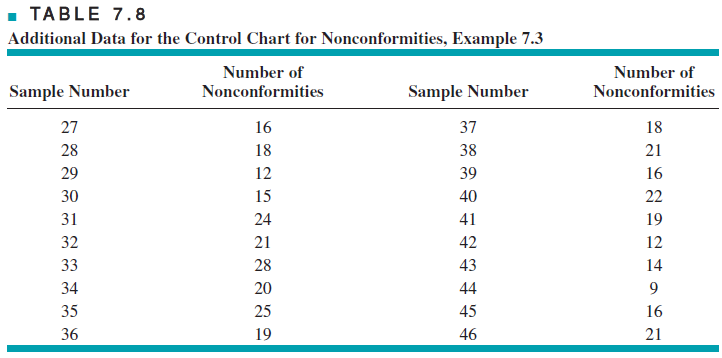 TABLE 7.8
Additional Data for the Control Chart for Nonconformities, Example 7.3
Number of Number of
Sample Number Nonconformities Sample Number Nonconformities
27 16 37 18
28 18 38 21
29 12 39 16
30 15 40 22
31 24 41 19
32 21 42 12
33 28 43 14
34 20 44 9
35 25 45 16
36 19 46 21